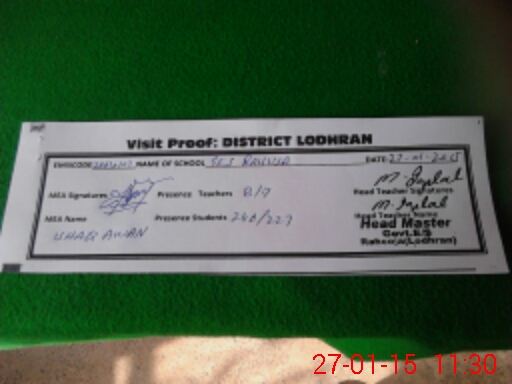 Visit Proof: DISTRICT LODHRAN
EMISCODE NAME OF SCHOOL DATE 27-01-2015
MEA Signatures Presence Teachers 8/9 Head Teacher Signatures
M. Iqbal
MEA Name Presence Students 248/227 Head Teacher Name
UHAQ AWAN
Head Master
Govt.E/S
(Lodhran)
27-01-15 11:30